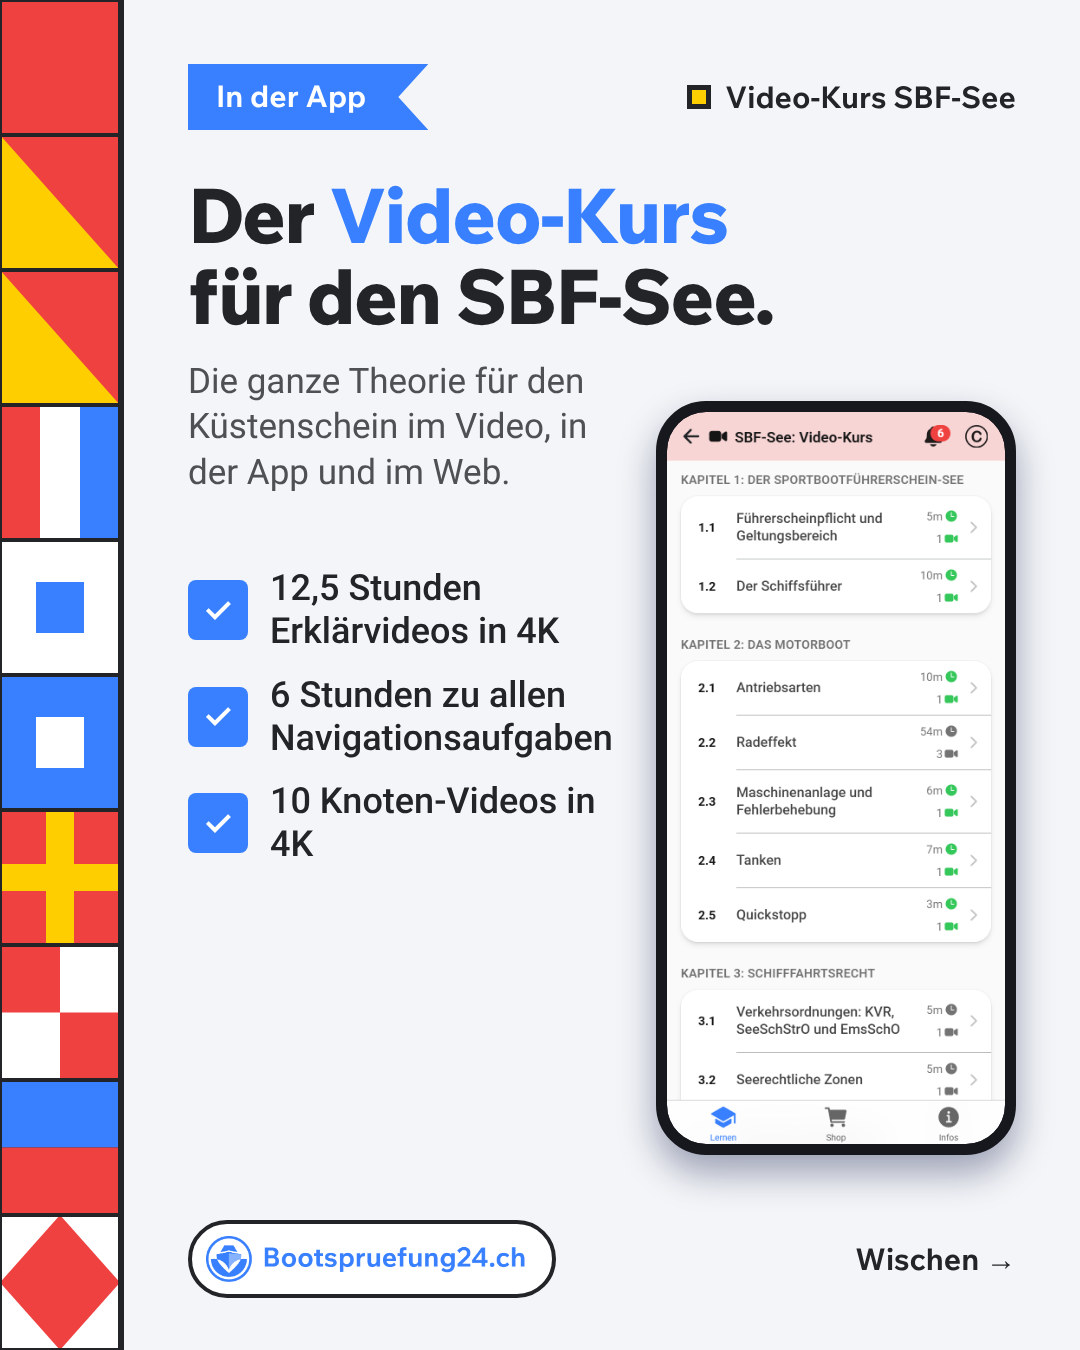 In der App
Video-Kurs SBF-See
Der Video-Kurs
für den SBF-See.
Die ganze Theorie für den
Küstenschein im Video, in
der App und im Web.
12,5 Stunden
Erklärvideos in 4K
6 Stunden zu allen
Navigationsaufgaben
10 Knoten-Videos in
4K
SBF-See: Video-Kurs
6
C
KAPITEL 1: DER SPORTBOOTFÜHRERSCHEIN-SEE
1.1 Führerscheinpflicht und Geltungsbereich 5m 1
1.2 Der Schiffsführer 10m 1
KAPITEL 2: DAS MOTORBOOT
2.1 Antriebsarten 10m 1
2.2 Radeffekt 54m 3
2.3 Maschinenanlage und Fehlerbehebung 6m 1
2.4 Tanken 7m 1
2.5 Quickstopp 3m 1
KAPITEL 3: SCHIFFFAHRTSRECHT
3.1 Verkehrsordnungen: KVR, SeeSchStrO und EmsSchO 5m 1
3.2 Seerechtliche Zonen 5m 1
Lernen Shop Infos
Bootspruefung24.ch
Wischen →